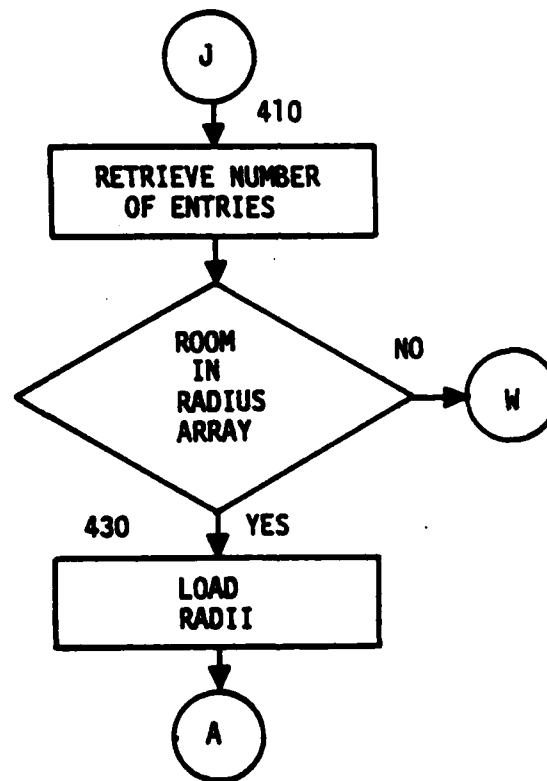 J
410
RETRIEVE NUMBER
OF ENTRIES
ROOM
IN
RADIUS
ARRAY
NO
W
430
YES
LOAD
RADII
A